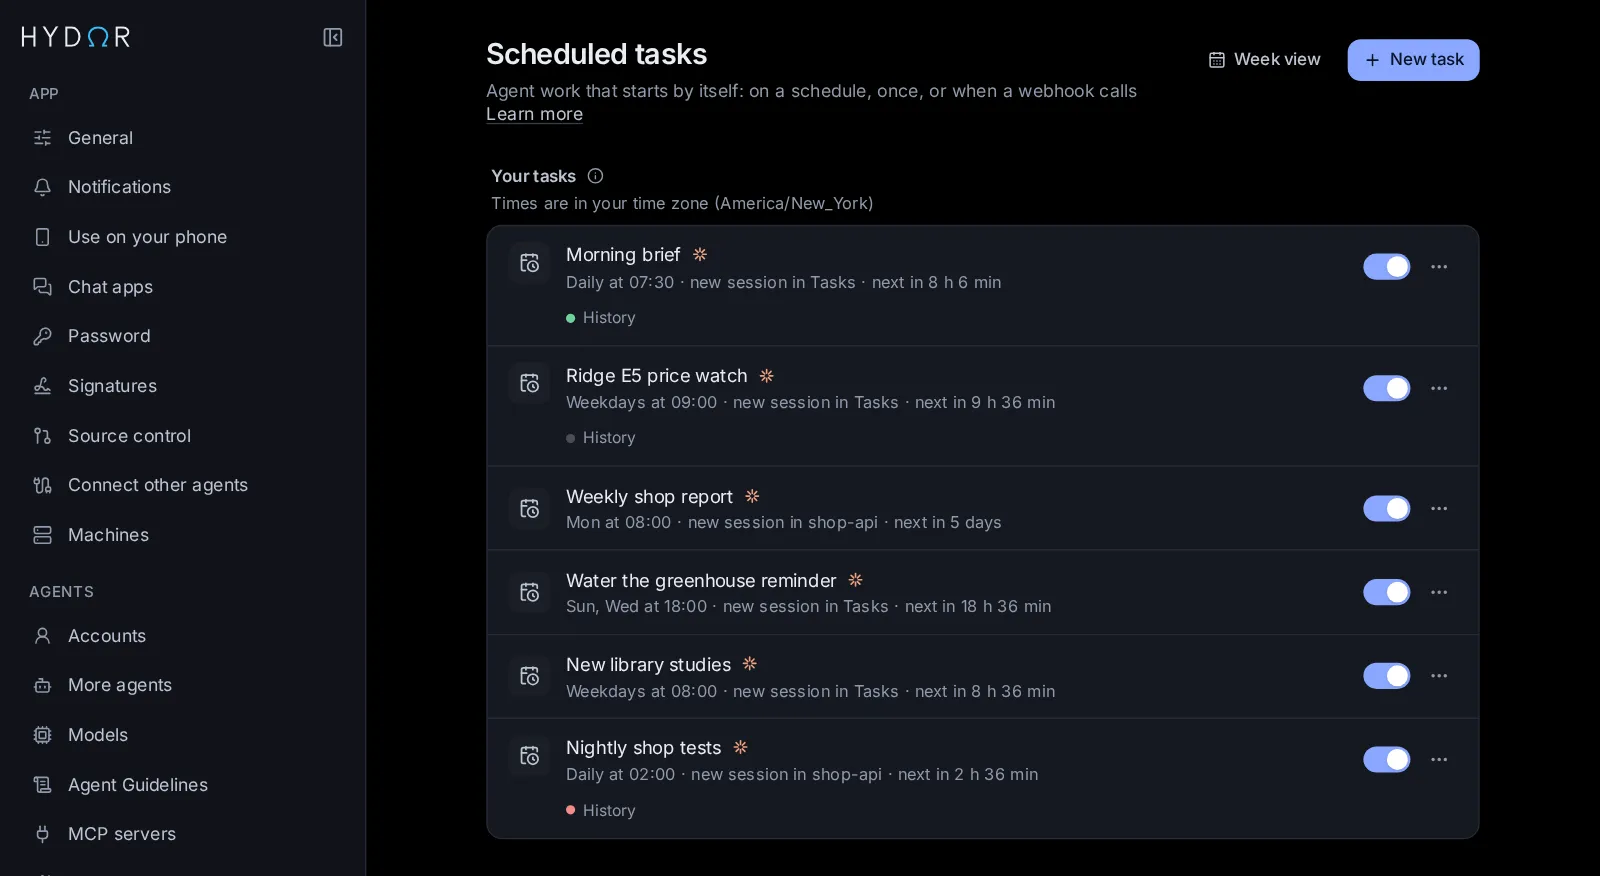 HYDΩR
APP
General
Notifications
Use on your phone
Chat apps
Password
Signatures
Source control
Connect other agents
Machines
AGENTS
Accounts
More agents
Models
Agent Guidelines
MCP servers
Scheduled tasks
Agent work that starts by itself: on a schedule, once, or when a webhook calls
Learn more
Week view
New task
Your tasks
Times are in your time zone (America/New_York)
Morning brief
Daily at 07:30 · new session in Tasks · next in 8 h 6 min
History
Ridge E5 price watch
Weekdays at 09:00 · new session in Tasks · next in 9 h 36 min
History
Weekly shop report
Mon at 08:00 · new session in shop-api · next in 5 days
Water the greenhouse reminder
Sun, Wed at 18:00 · new session in Tasks · next in 18 h 36 min
New library studies
Weekdays at 08:00 · new session in Tasks · next in 8 h 36 min
Nightly shop tests
Daily at 02:00 · new session in shop-api · next in 2 h 36 min
History